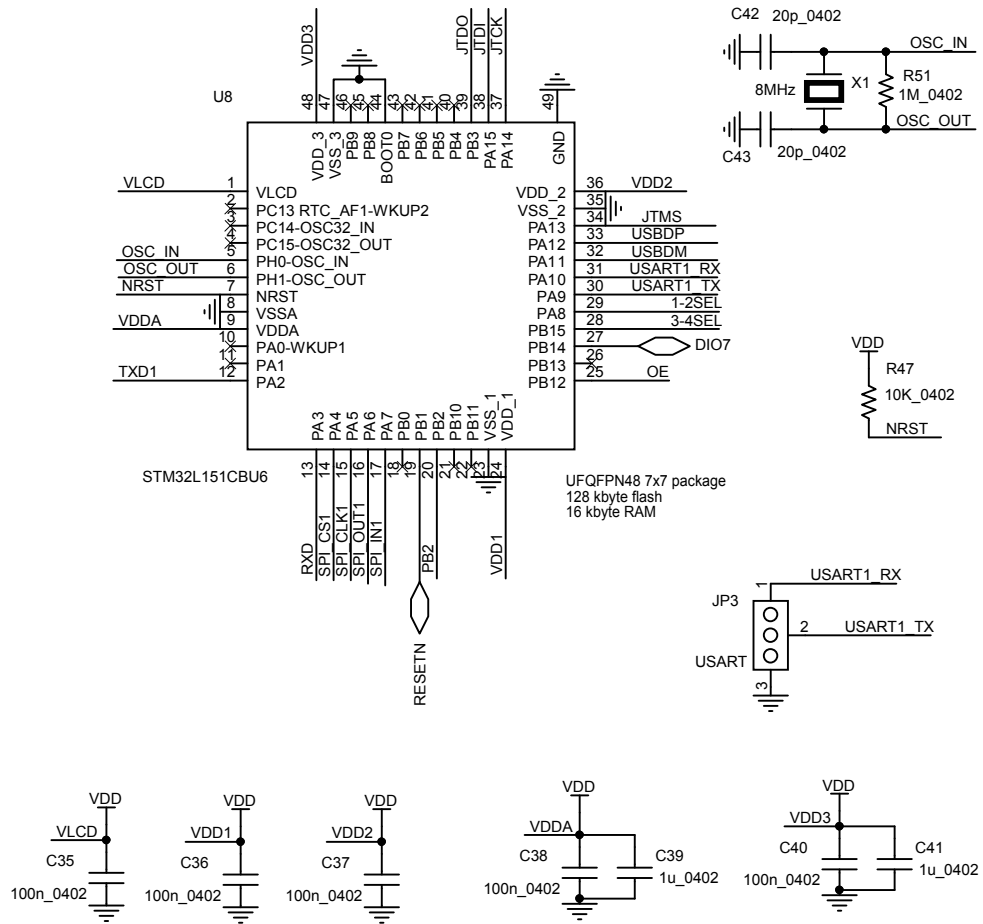 C42 20p_0402
OSC_IN
8MHz X1 R51
1M_0402
OSC_OUT
C43 20p_0402
U8
VDD3 JTDO JTDI JTCK
48 47 46 45 44 43 42 41 40 39 38 37 49
VDD_3 VSS_3 PB9 PB8 BOOT0 PB7 PB6 PB5 PB4 PB3 PA15 PA14 GND
VLCD 1 VLCD
2 PC13 RTC_AF1-WKUP2
3 PC14-OSC32_IN
4 PC15-OSC32_OUT
OSC_IN 5 PH0-OSC_IN
OSC_OUT 6 PH1-OSC_OUT
NRST 7 NRST
8 VSSA
VDDA 9 VDDA
10 PA0-WKUP1
11 PA1
TXD1 12 PA2
VDD_2 36 VDD2
VSS_2 35
PA13 34 JTMS
PA12 33 USBDP
PA11 32 USBDM
PA10 31 USART1_RX
PA9 30 USART1_TX
PA8 29 1-2SEL
PB15 28 3-4SEL
PB14 27 DIO7
PB13 26
PB12 25 OE
PA3 PA4 PA5 PA6 PA7 PB0 PB1 PB2 PB10 PB11 VSS_1 VDD_1
13 14 15 16 17 18 19 20 21 22 23 24
RXD SPI_CS1 SPI_CLK1 SPI_OUT1 SPI_IN1 RESETN PB2 VDD1
STM32L151CBU6
UFQFPN48 7x7 package
128 kbyte flash
16 kbyte RAM
VDD
R47
10K_0402
NRST
1 USART1_RX
JP3
2 USART1_TX
USART
3
VDD
VLCD
C35
100n_0402
VDD
VDD1
C36
100n_0402
VDD
VDD2
C37
100n_0402
VDD
VDDA
C38 C39
100n_0402 1u_0402
VDD
VDD3
C40 C41
100n_0402 1u_0402